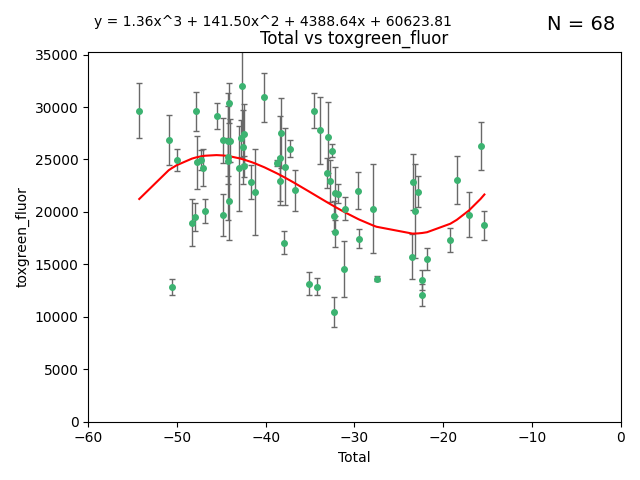 y = 1.36x^3 + 141.50x^2 + 4388.64x + 60623.81
N = 68
Total vs toxgreen_fluor
35000
30000
25000
20000
15000
10000
5000
0
toxgreen_fluor
−60 −50 −40 −30 −20 −10 0
Total